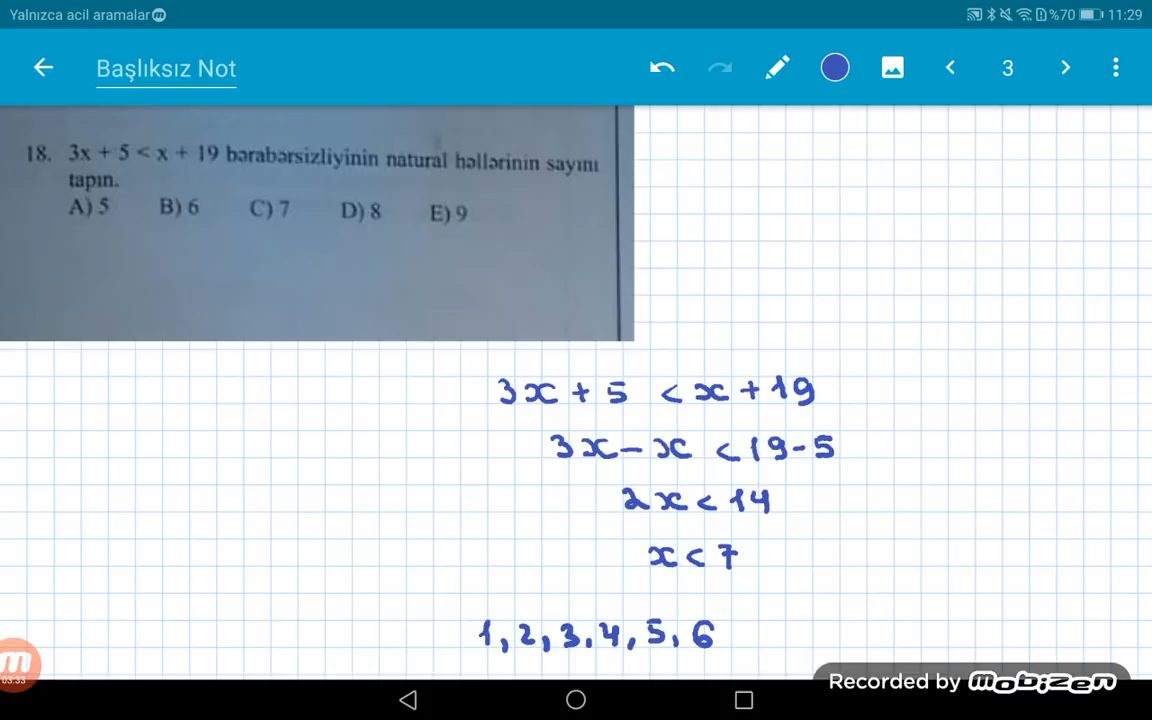 Yalnızca acil aramalar
%70 11:29
Başlıksız Not
3
18. 3x + 5 < x + 19 bərabərsizliyinin natural həllərinin sayını
tapın.
A) 5 B) 6 C) 7 D) 8 E) 9
3x + 5 < x + 19
3x - x < 19 - 5
2x < 14
x < 7
1, 2, 3, 4, 5, 6
03:33
Recorded by mobizen